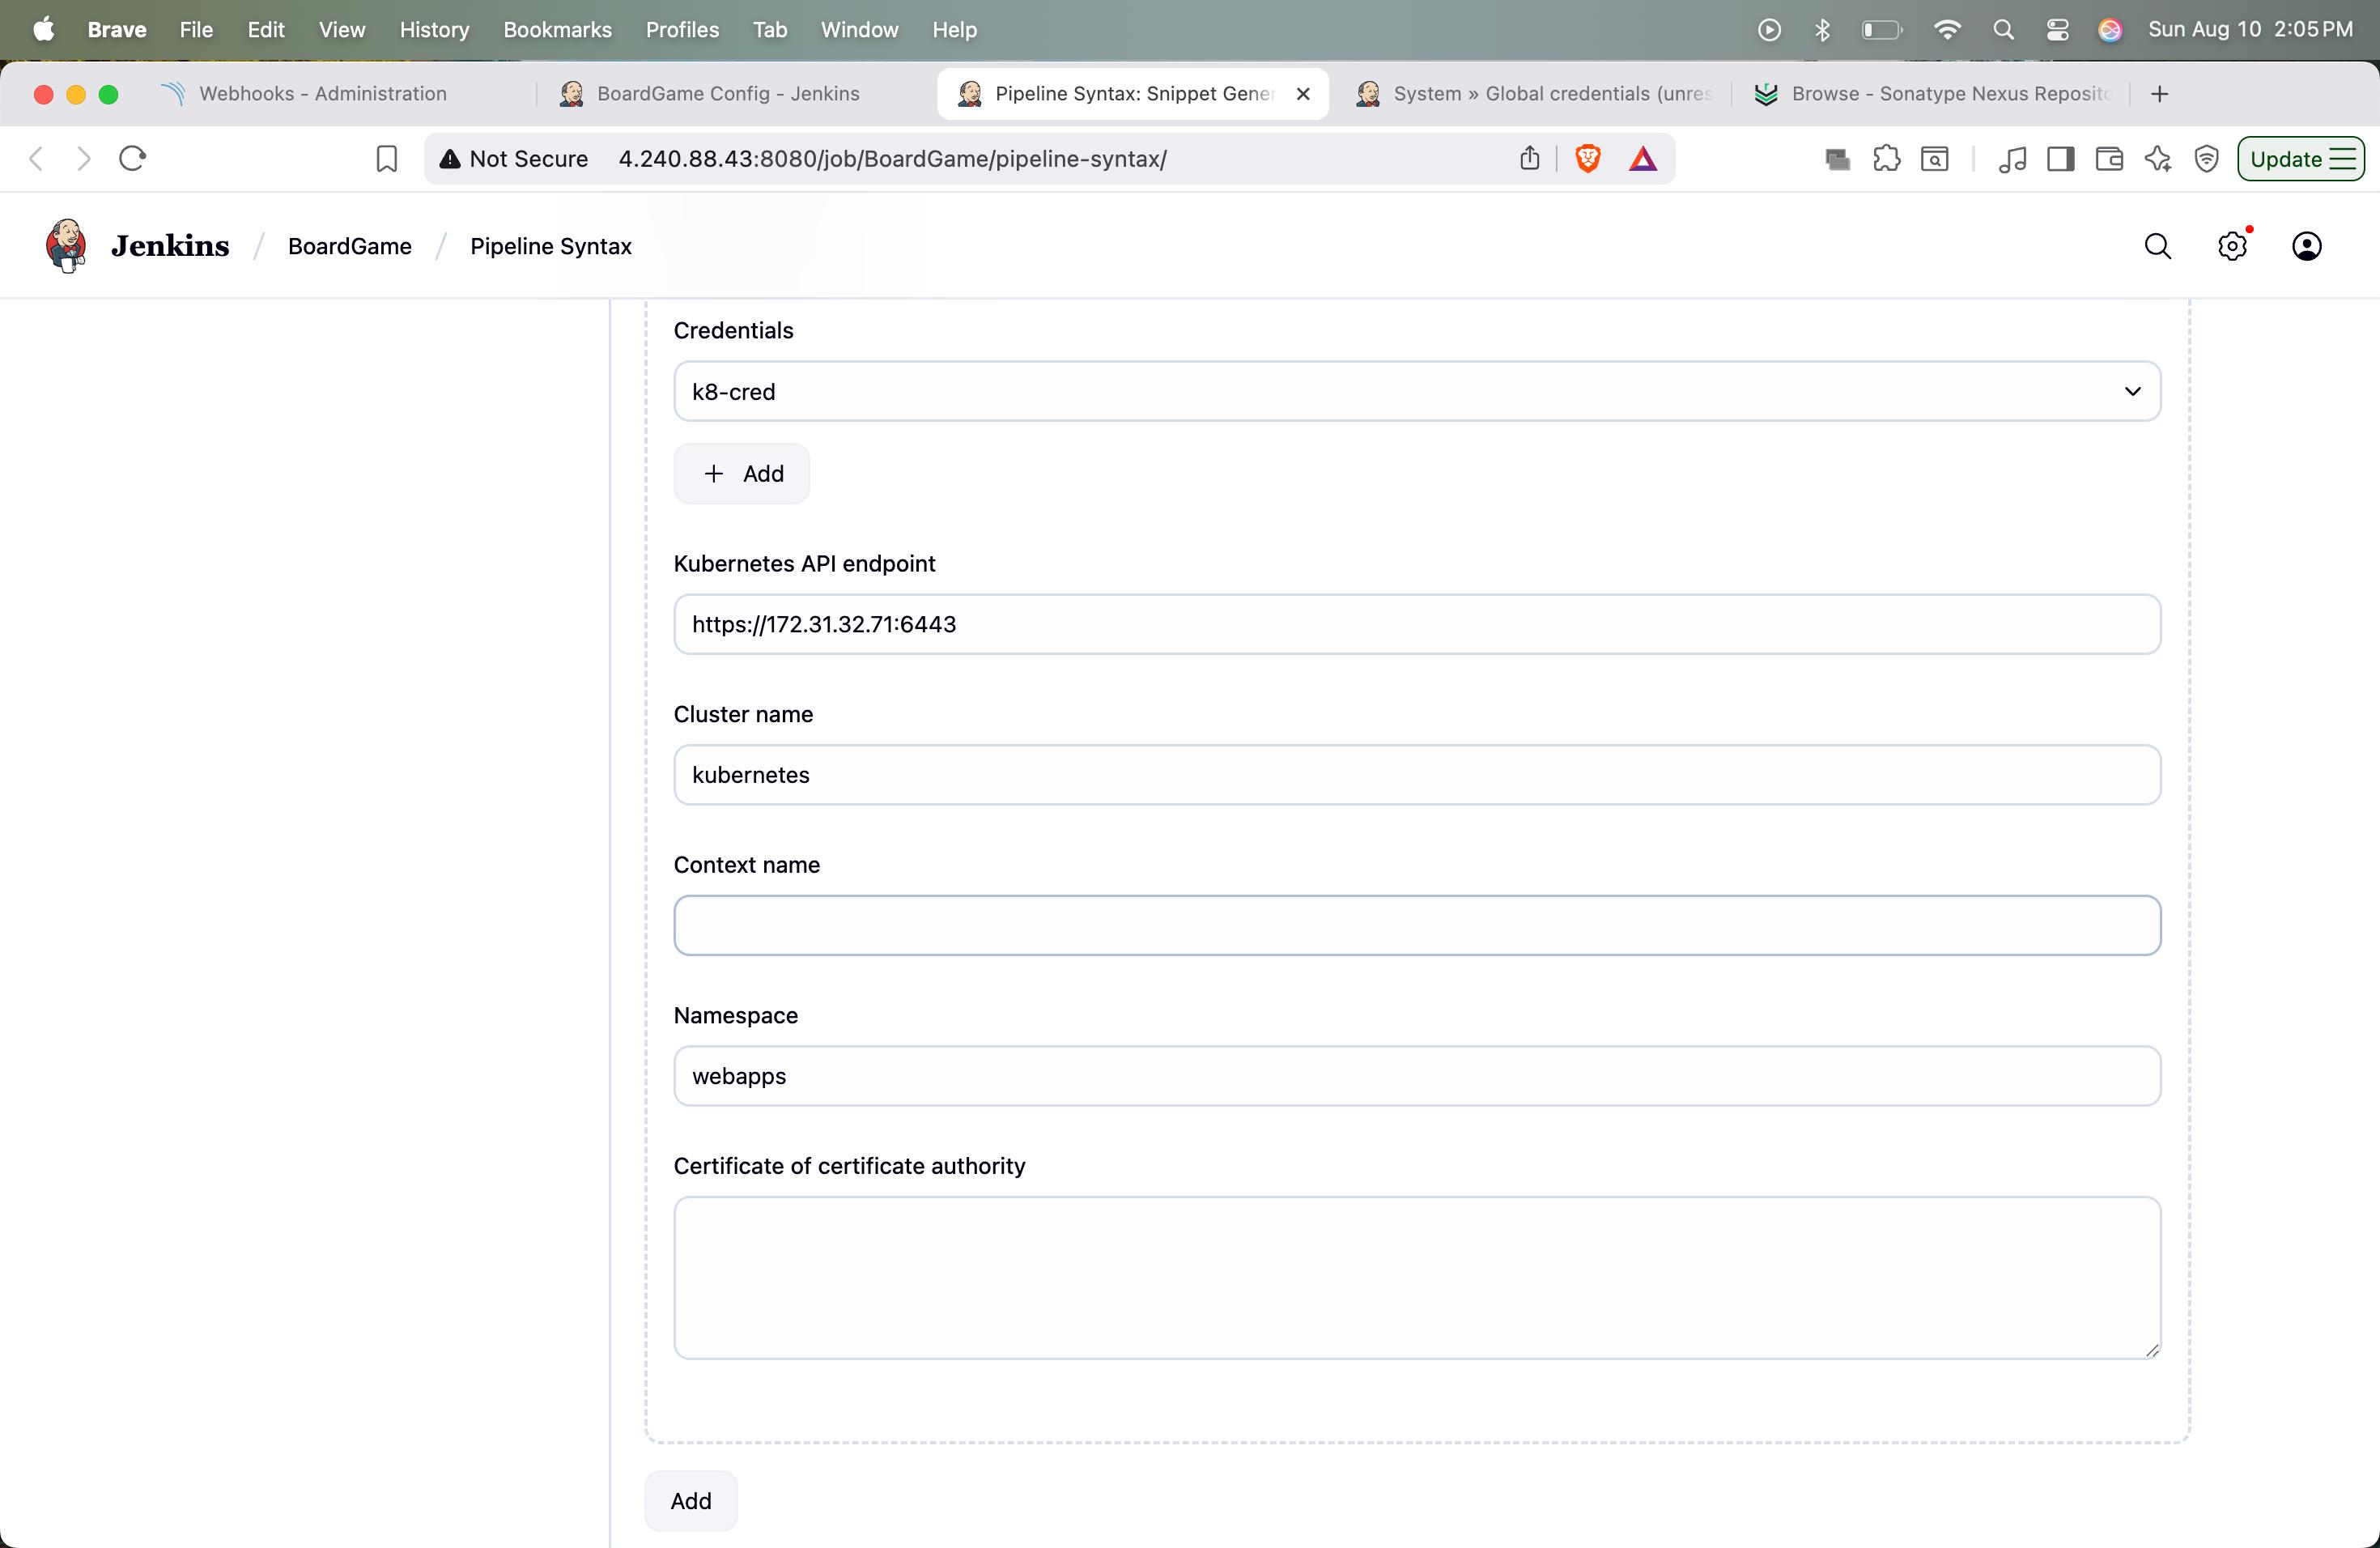 Brave File Edit View History Bookmarks Profiles Tab Window Help Sun Aug 10 2:05 PM
Webhooks - Administration BoardGame Config - Jenkins Pipeline Syntax: Snippet Gener System » Global credentials (unres Browse - Sonatype Nexus Reposito
Not Secure 4.240.88.43:8080/job/BoardGame/pipeline-syntax/ Update
Jenkins / BoardGame / Pipeline Syntax
Credentials
k8-cred
+ Add
Kubernetes API endpoint
https://172.31.32.71:6443
Cluster name
kubernetes
Context name
Namespace
webapps
Certificate of certificate authority
Add